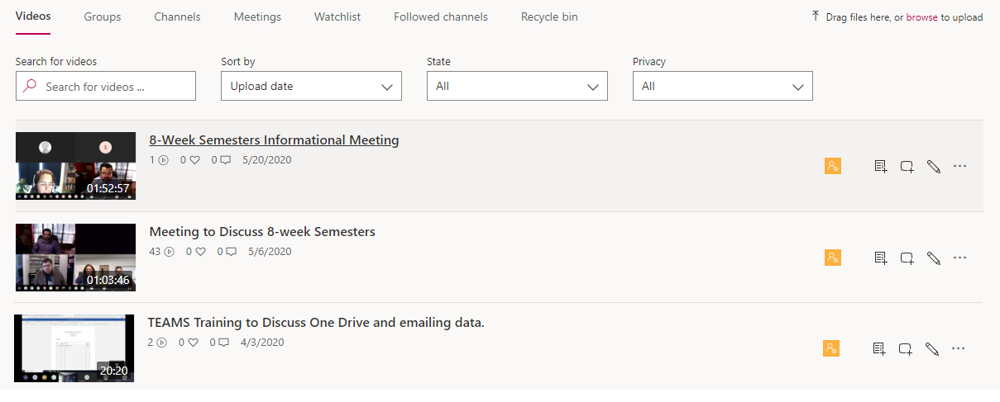 Videos Groups Channels Meetings Watchlist Followed channels Recycle bin Drag files here, or browse to upload
Search for videos Sort by State Privacy
Search for videos ... Upload date All All
8-Week Semesters Informational Meeting
1 0 0 5/20/2020
S
01:52:57
Meeting to Discuss 8-week Semesters
43 0 0 5/6/2020
01:03:46
TEAMS Training to Discuss One Drive and emailing data.
2 0 0 4/3/2020
20:20